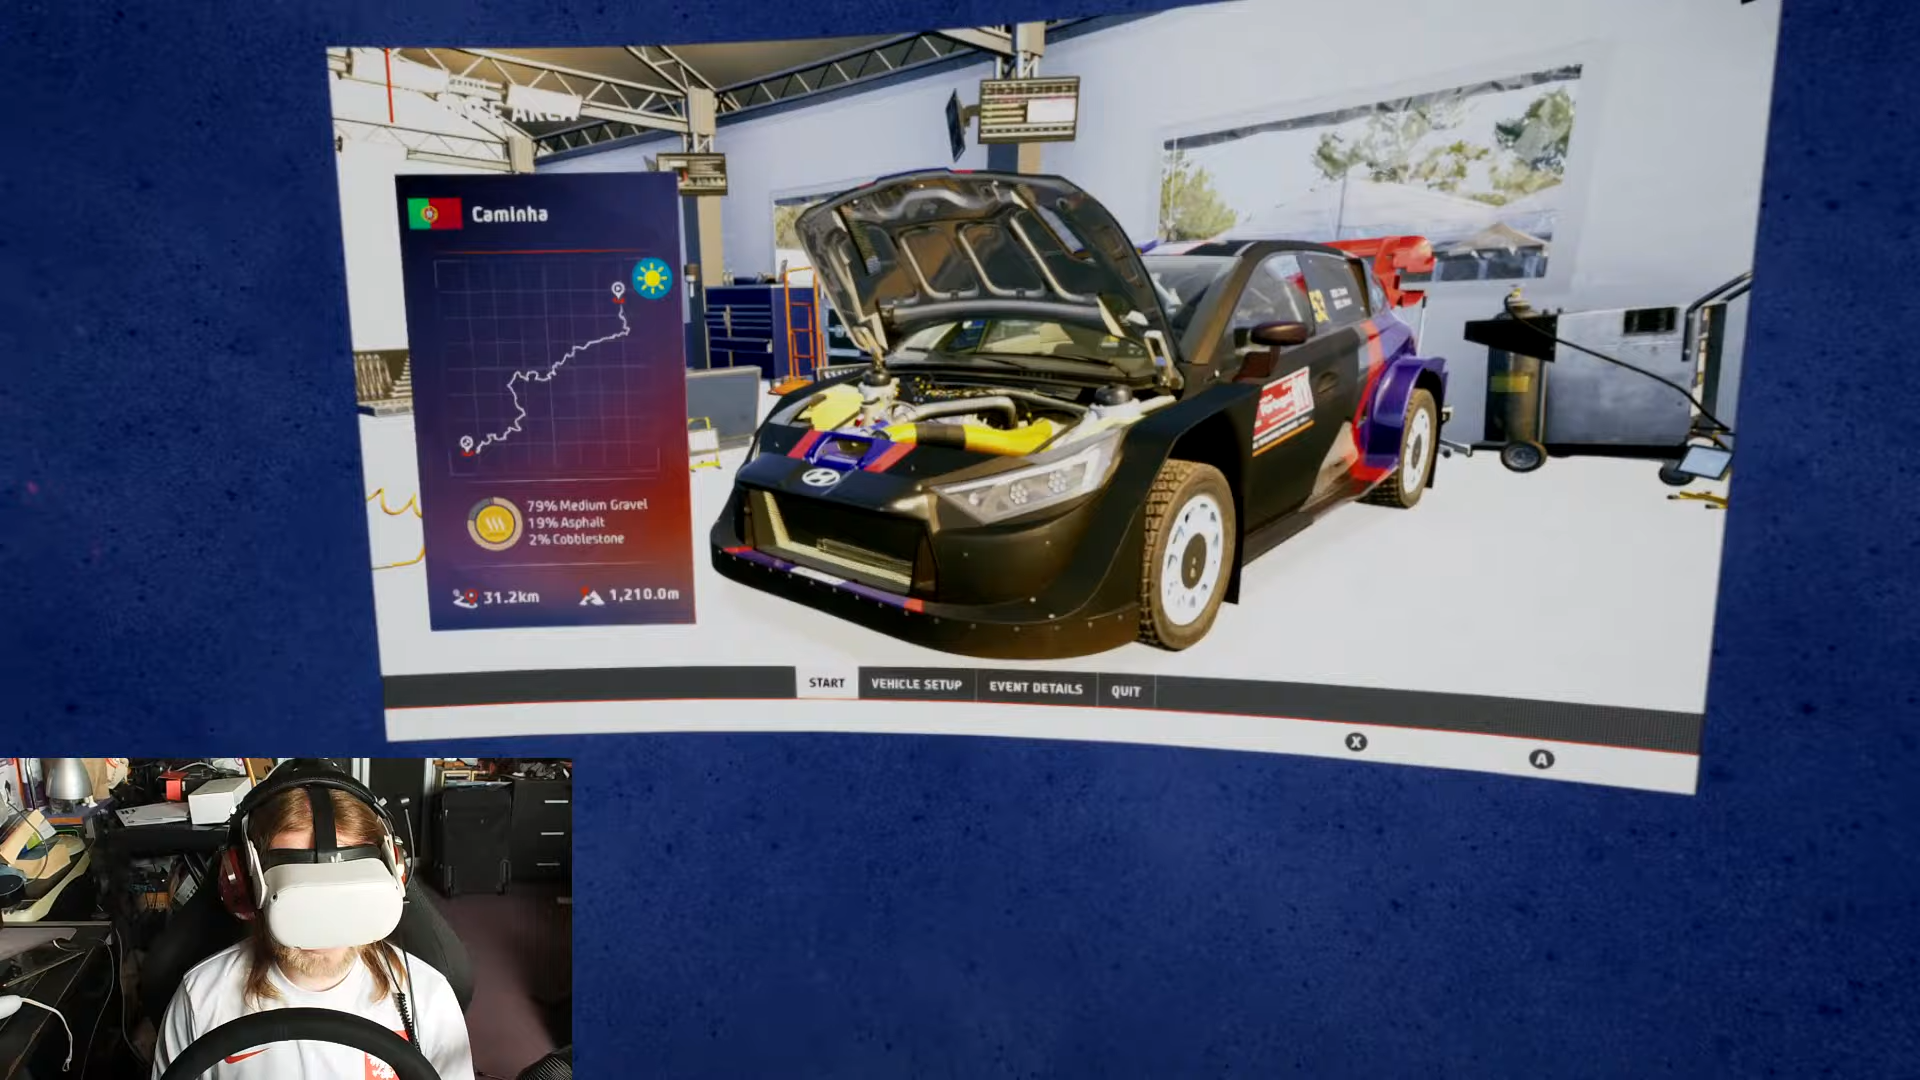 Caminha
79% Medium Gravel
19% Asphalt
2% Cobblestone
31.2km
1,210.0m
START
VEHICLE SETUP
EVENT DETAILS
QUIT
X
A